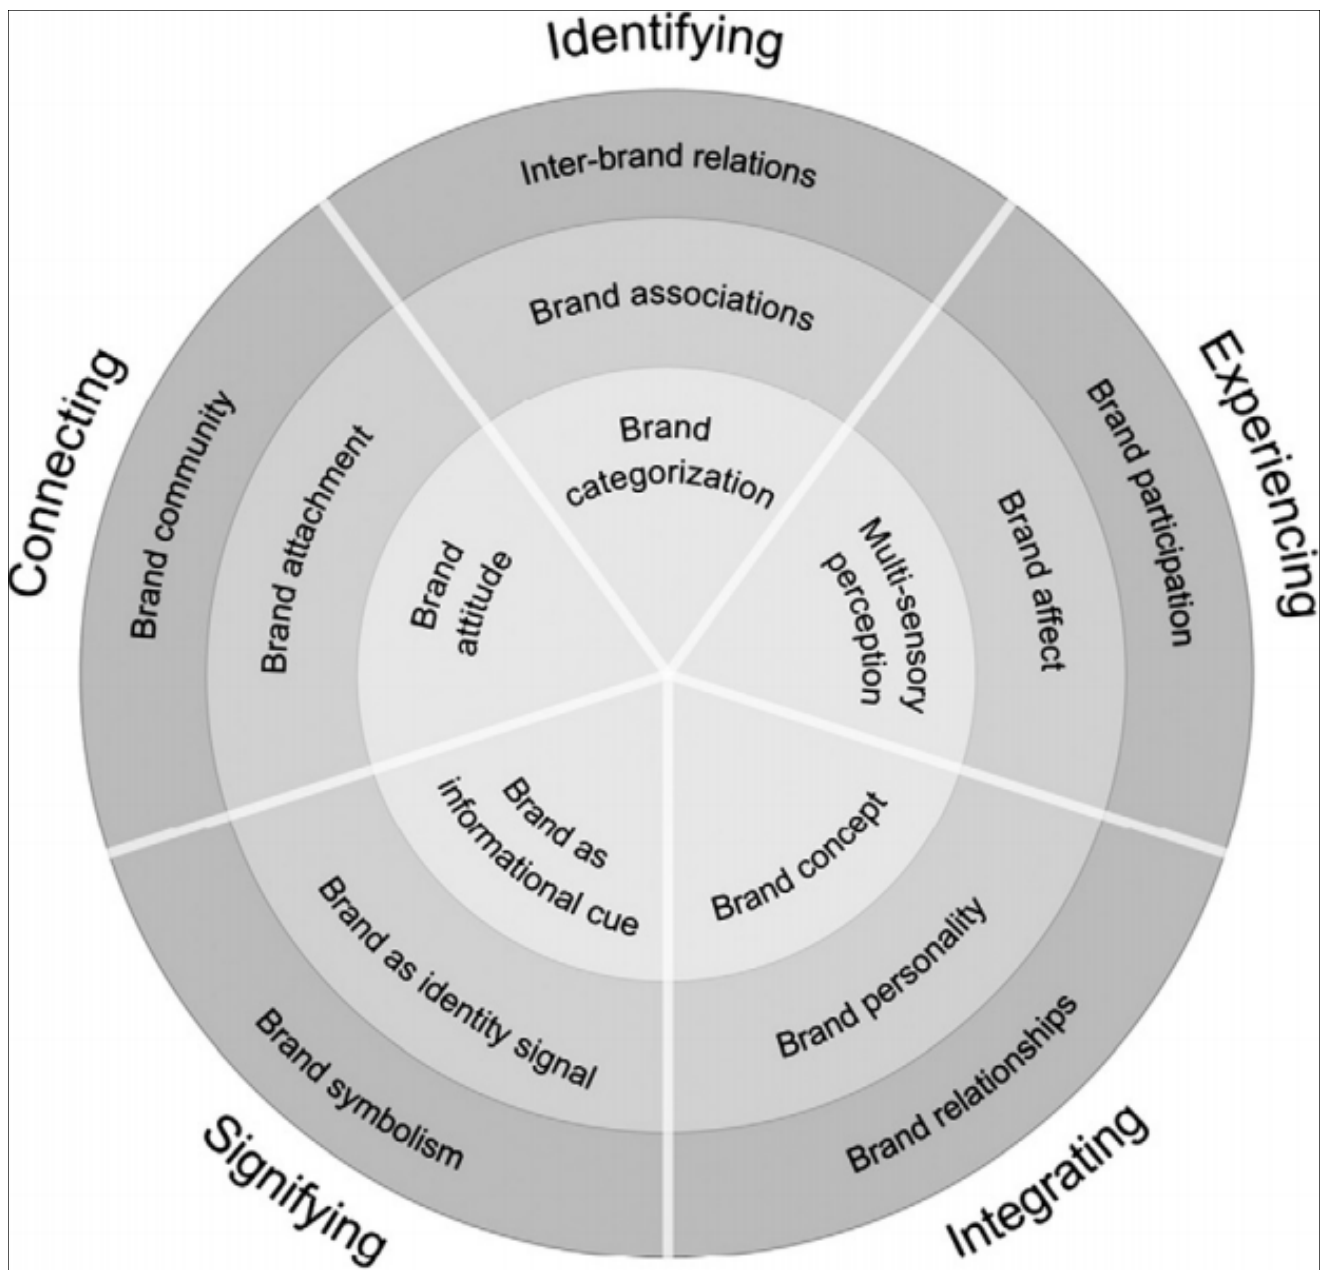 Identifying
Inter-brand relations
Brand associations
Brand
categorization
Experiencing
Brand participation
Brand affect
Multi-sensory
perception
Integrating
Brand relationships
Brand personality
Brand concept
Signifying
Brand symbolism
Brand as identity signal
Brand as
informational cue
Connecting
Brand community
Brand attachment
Brand
attitude